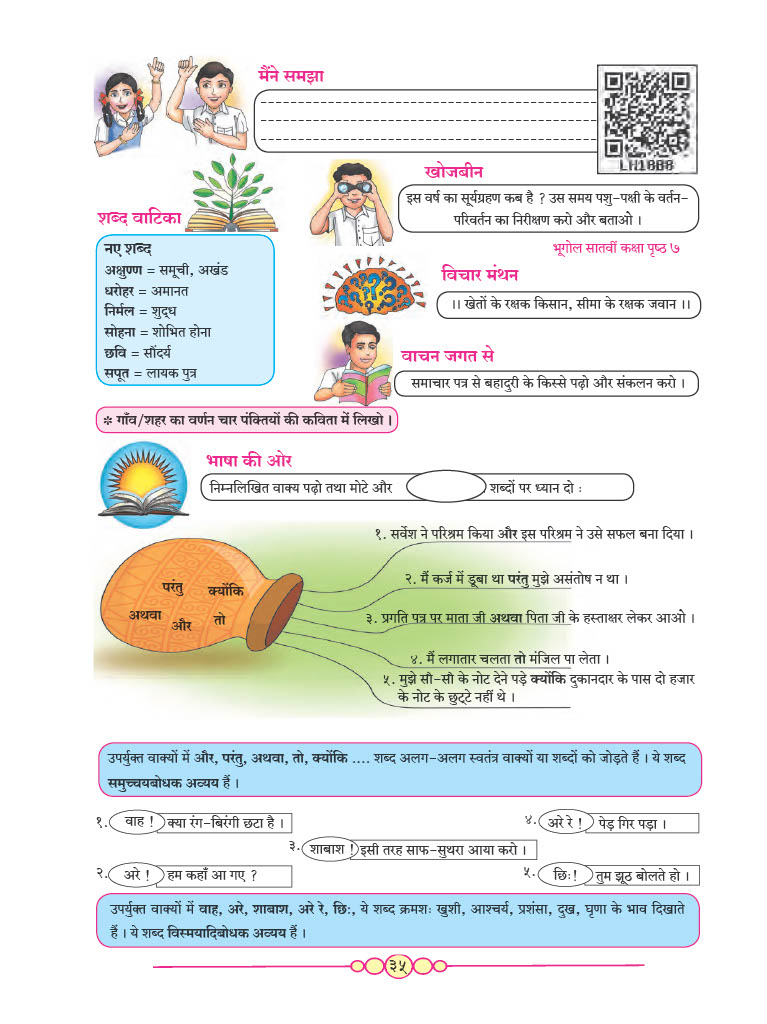 मैंने समझा
LH18B8
शब्द वाटिका
नए शब्द
अक्षुण्ण = समूची, अखंड
धरोहर = अमानत
निर्मल = शुद्ध
सोहना = शोभित होना
छवि = सौंदर्य
सपूत = लायक पुत्र
खोजबीन
इस वर्ष का सूर्यग्रहण कब है ? उस समय पशु-पक्षी के वर्तन-
परिवर्तन का निरीक्षण करो और बताओ ।
भूगोल सातवीं कक्षा पृष्ठ ७
विचार मंथन
।। खेतों के रक्षक किसान, सीमा के रक्षक जवान ।।
वाचन जगत से
समाचार पत्र से बहादुरी के किस्से पढ़ो और संकलन करो ।
* गाँव/शहर का वर्णन चार पंक्तियों की कविता में लिखो ।
भाषा की ओर
निम्नलिखित वाक्य पढ़ो तथा मोटे और शब्दों पर ध्यान दो :
परंतु क्योंकि
अथवा और तो
१. सर्वेश ने परिश्रम किया और इस परिश्रम ने उसे सफल बना दिया ।
२. मैं कर्ज में डूबा था परंतु मुझे असंतोष न था ।
३. प्रगति पत्र पर माता जी अथवा पिता जी के हस्ताक्षर लेकर आओ ।
४. मैं लगातार चलता तो मंजिल पा लेता ।
५. मुझे सौ-सौ के नोट देने पड़े क्योंकि दुकानदार के पास दो हजार
के नोट के छुट्टे नहीं थे ।
उपर्युक्त वाक्यों में और, परंतु, अथवा, तो, क्योंकि .... शब्द अलग-अलग स्वतंत्र वाक्यों या शब्दों को जोड़ते हैं । ये शब्द
समुच्चयबोधक अव्यय हैं ।
१. वाह ! क्या रंग-बिरंगी छटा है ।
२. अरे ! हम कहाँ आ गए ?
३. शाबाश ! इसी तरह साफ-सुथरा आया करो ।
४. अरे रे ! पेड़ गिर पड़ा ।
५. छिः! तुम झूठ बोलते हो ।
उपर्युक्त वाक्यों में वाह, अरे, शाबाश, अरे रे, छिः, ये शब्द क्रमशः खुशी, आश्चर्य, प्रशंसा, दुख, घृणा के भाव दिखाते
हैं । ये शब्द विस्मयादिबोधक अव्यय हैं ।
३५